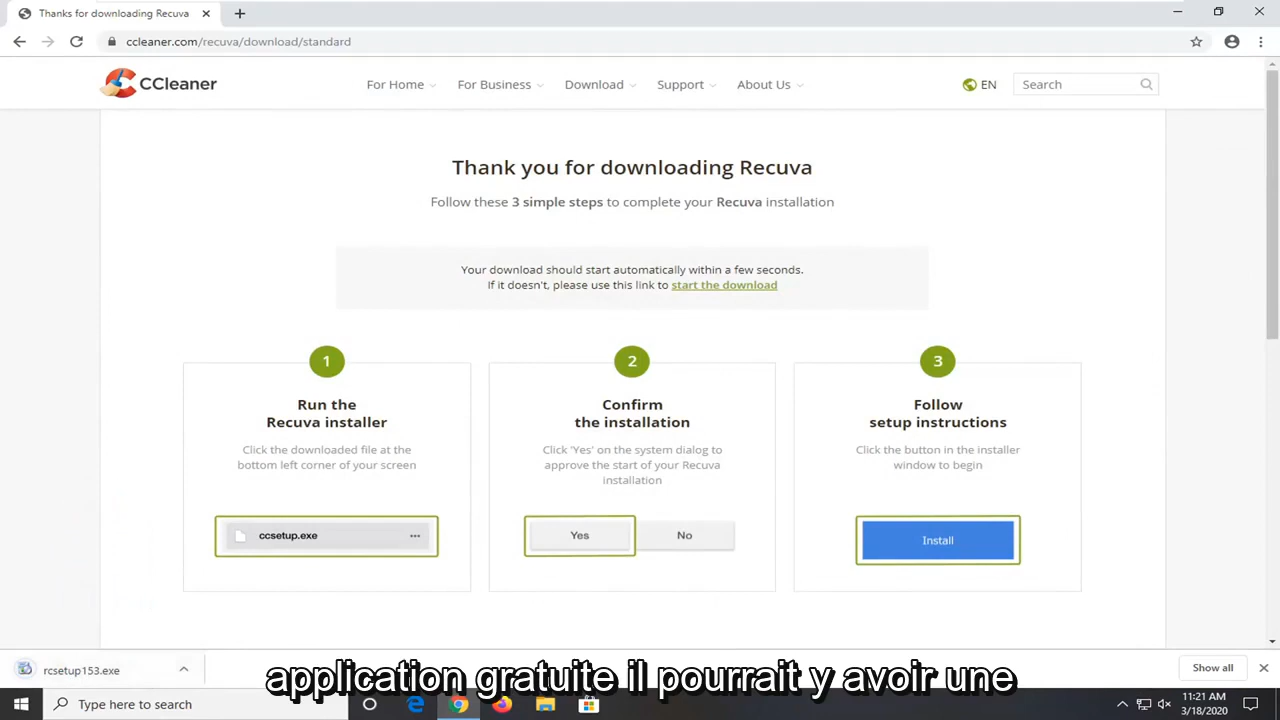 Thanks for downloading Recuva
ccleaner.com/recuva/download/standard
CCleaner
For Home
For Business
Download
Support
About Us
EN
Search
Thank you for downloading Recuva
Follow these 3 simple steps to complete your Recuva installation
Your download should start automatically within a few seconds.
If it doesn't, please use this link to start the download
1
Run the
Recuva installer
Click the downloaded file at the
bottom left corner of your screen
ccsetup.exe
2
Confirm
the installation
Click 'Yes' on the system dialog to
approve the start of your Recuva
installation
Yes
No
3
Follow
setup instructions
Click the button in the installer
window to begin
Install
rcsetup153.exe
Show all
application gratuite il pourrait y avoir une
Type here to search
11:21 AM
3/18/2020